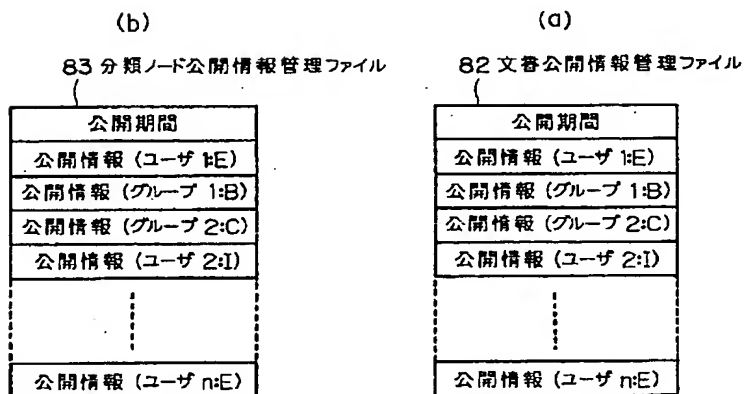 (b)
83 分類ノード公開情報管理ファイル
公開期間
公開情報 (ユーザ 1:E)
公開情報 (グループ 1:B)
公開情報 (グループ 2:C)
公開情報 (ユーザ 2:I)
公開情報 (ユーザ n:E)
(a)
82 文書公開情報管理ファイル
公開期間
公開情報 (ユーザ 1:E)
公開情報 (グループ 1:B)
公開情報 (グループ 2:C)
公開情報 (ユーザ 2:I)
公開情報 (ユーザ n:E)